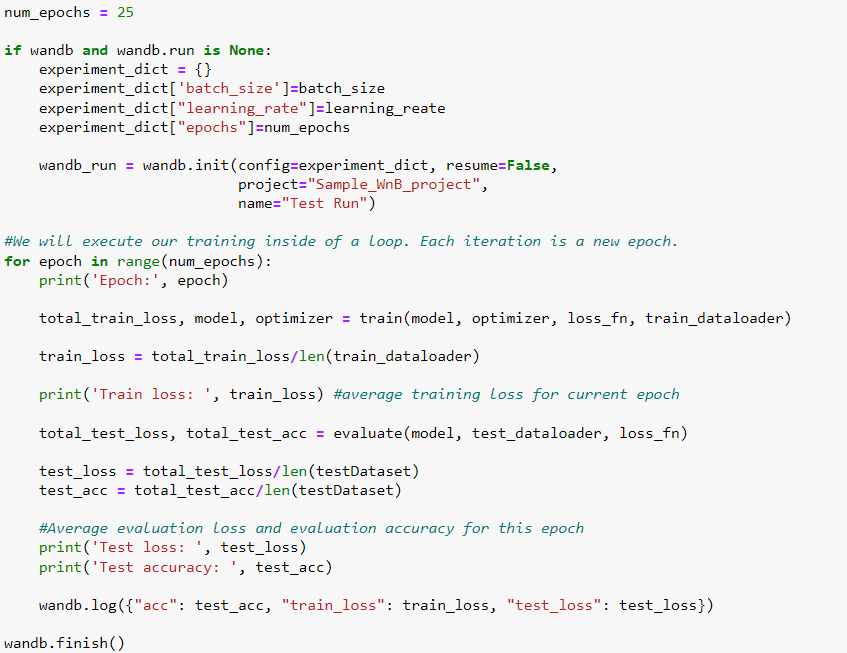 num_epochs = 25
if wandb and wandb.run is None:
    experiment_dict = {}
    experiment_dict['batch_size']=batch_size
    experiment_dict["learning_rate"]=learning_reate
    experiment_dict["epochs"]=num_epochs
    wandb_run = wandb.init(config=experiment_dict, resume=False,
                           project="Sample_WnB_project",
                           name="Test Run")
#We will execute our training inside of a loop. Each iteration is a new epoch.
for epoch in range(num_epochs):
    print('Epoch:', epoch)
    total_train_loss, model, optimizer = train(model, optimizer, loss_fn, train_dataloader)
    train_loss = total_train_loss/len(train_dataloader)
    print('Train loss: ', train_loss) #average training loss for current epoch
    total_test_loss, total_test_acc = evaluate(model, test_dataloader, loss_fn)
    test_loss = total_test_loss/len(testDataset)
    test_acc = total_test_acc/len(testDataset)
    #Average evaluation loss and evaluation accuracy for this epoch
    print('Test loss: ', test_loss)
    print('Test accuracy: ', test_acc)
    wandb.log({"acc": test_acc, "train_loss": train_loss, "test_loss": test_loss})
wandb.finish()